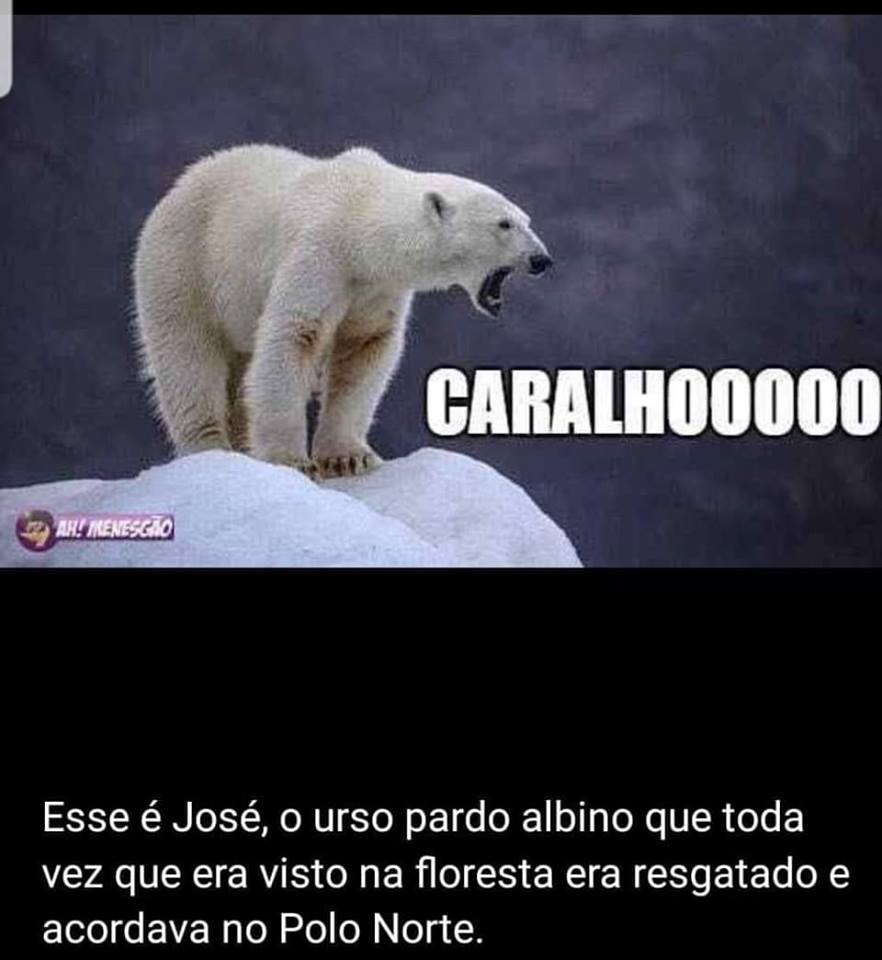 CARALHOOOOO
AH! MENESGÃO
Esse é José, o urso pardo albino que toda
vez que era visto na floresta era resgatado e
acordava no Polo Norte.